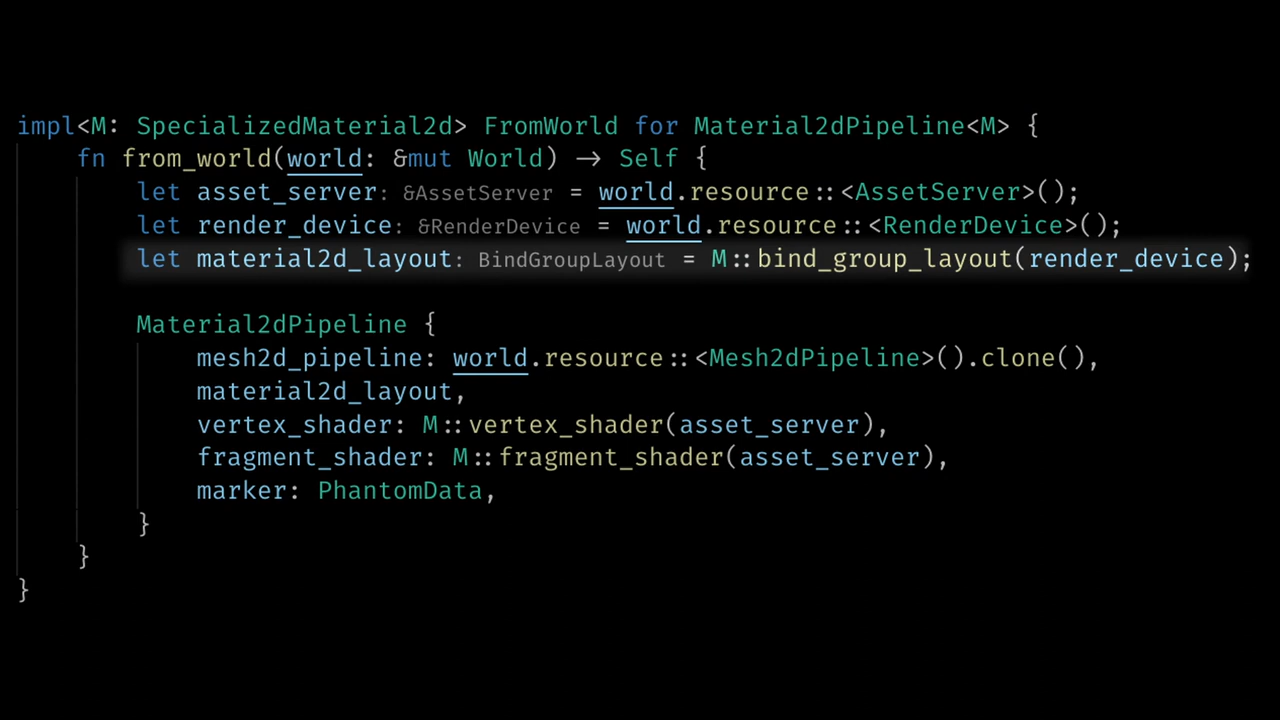 impl<M: SpecializedMaterial2d> FromWorld for Material2dPipeline<M> {
    fn from_world(world: &mut World) -> Self {
        let asset_server: &AssetServer = world.resource::<AssetServer>();
        let render_device: &RenderDevice = world.resource::<RenderDevice>();
        let material2d_layout: BindGroupLayout = M::bind_group_layout(render_device);
        Material2dPipeline {
            mesh2d_pipeline: world.resource::<Mesh2dPipeline>().clone(),
            material2d_layout,
            vertex_shader: M::vertex_shader(asset_server),
            fragment_shader: M::fragment_shader(asset_server),
            marker: PhantomData,
        }
    }
}